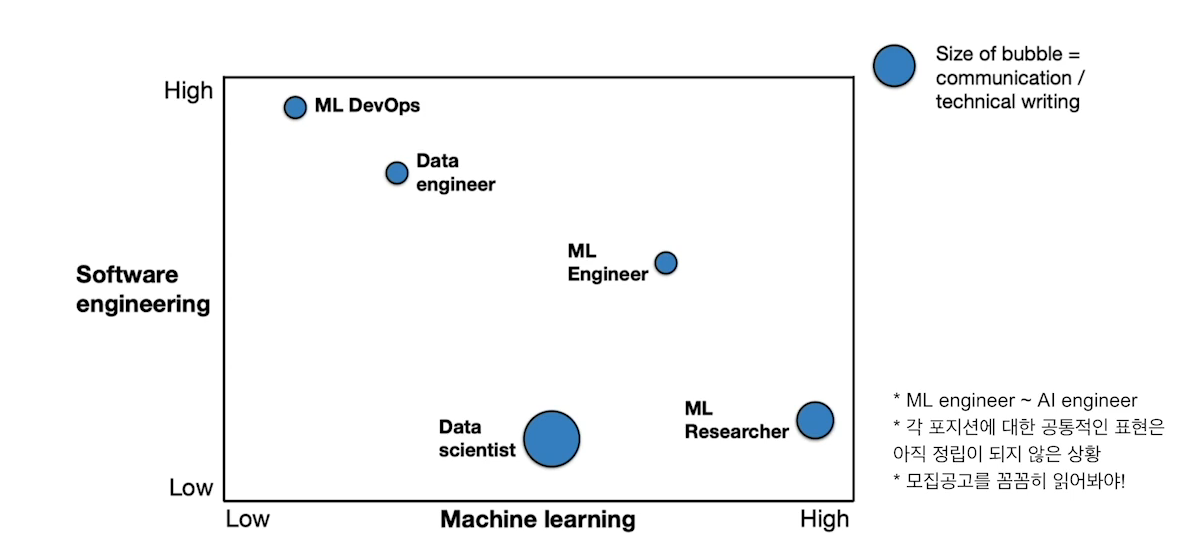 High
ML DevOps
Size of bubble =
communication /
technical writing
Data
engineer
ML
Engineer
Software
engineering
ML
Researcher
Data
scientist
* ML engineer ~ AI engineer
* 각 포지션에 대한 공통적인 표현은
아직 정립이 되지 않은 상황
* 모집공고를 꼼꼼히 읽어봐야!
Low
Low
Machine learning
High